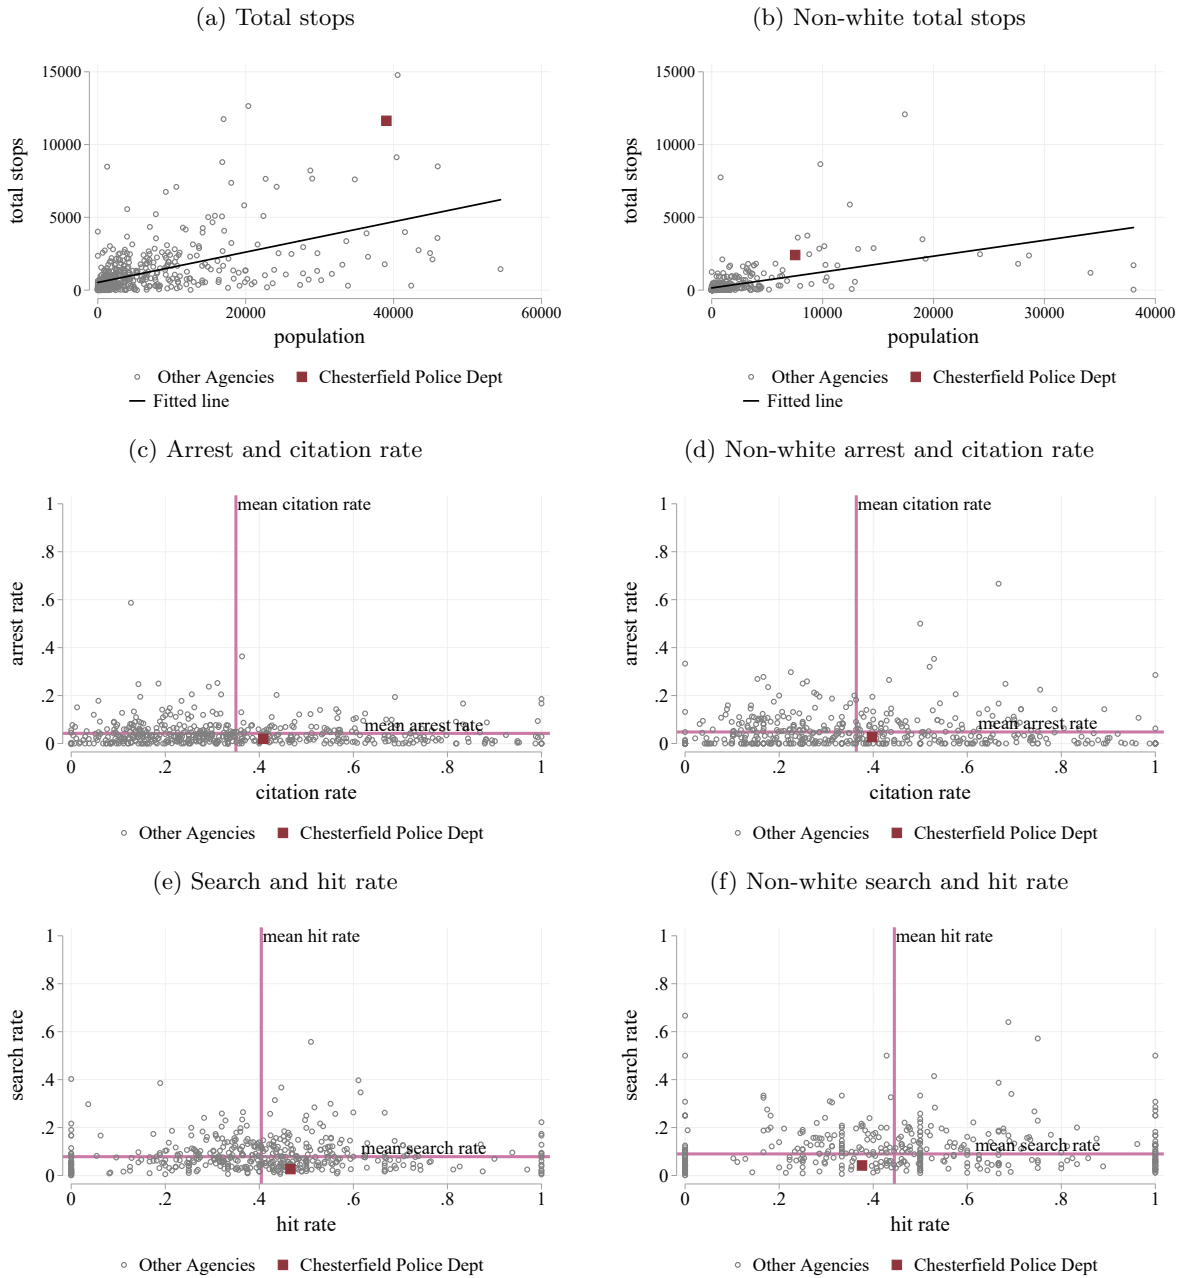 (a) Total stops
(b) Non-white total stops
15000
10000
5000
0
total stops
0
20000
40000
60000
population
Other Agencies
Chesterfield Police Dept
Fitted line
15000
10000
5000
0
total stops
0
10000
20000
30000
40000
population
Other Agencies
Chesterfield Police Dept
Fitted line
(c) Arrest and citation rate
(d) Non-white arrest and citation rate
1
.8
.6
.4
.2
0
arrest rate
mean citation rate
mean arrest rate
0
.2
.4
.6
.8
1
citation rate
Other Agencies
Chesterfield Police Dept
1
.8
.6
.4
.2
0
arrest rate
mean citation rate
mean arrest rate
0
.2
.4
.6
.8
1
citation rate
Other Agencies
Chesterfield Police Dept
(e) Search and hit rate
(f) Non-white search and hit rate
1
.8
.6
.4
.2
0
search rate
mean hit rate
mean search rate
0
.2
.4
.6
.8
1
hit rate
Other Agencies
Chesterfield Police Dept
1
.8
.6
.4
.2
0
search rate
mean hit rate
mean search rate
0
.2
.4
.6
.8
1
hit rate
Other Agencies
Chesterfield Police Dept